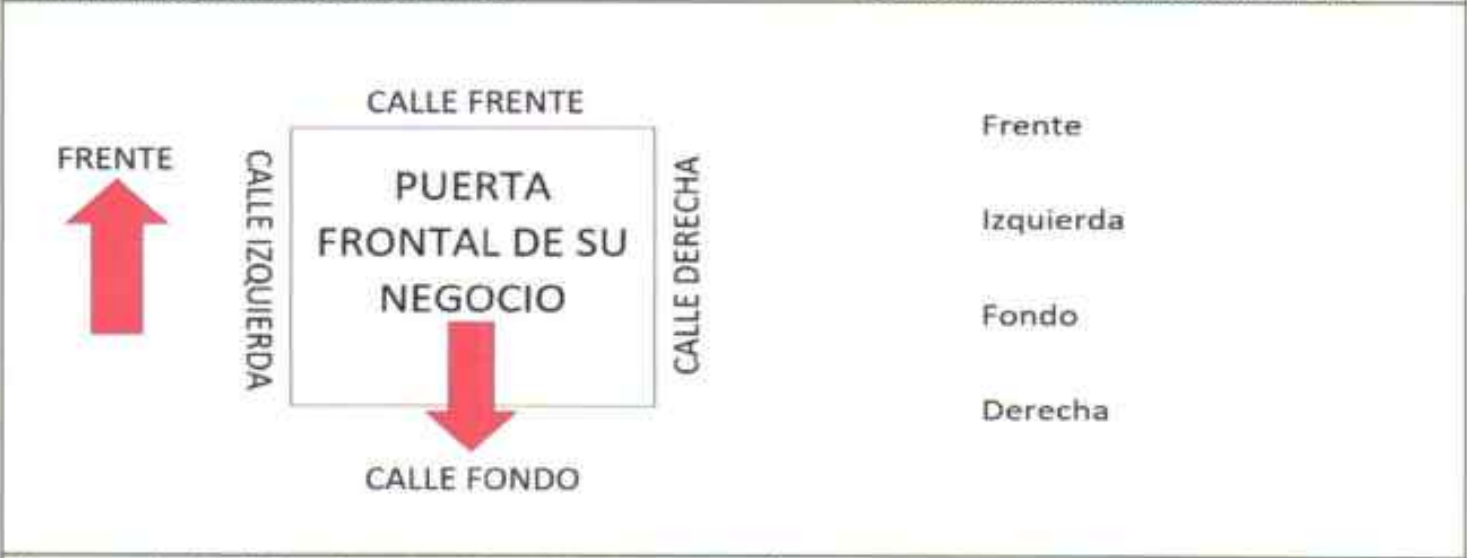 CALLE FRENTE
FRENTE
CALLE IZQUIERDA
PUERTA
FRONTAL DE SU
NEGOCIO
CALLE DERECHA
CALLE FONDO
Frente
Izquierda
Fondo
Derecha